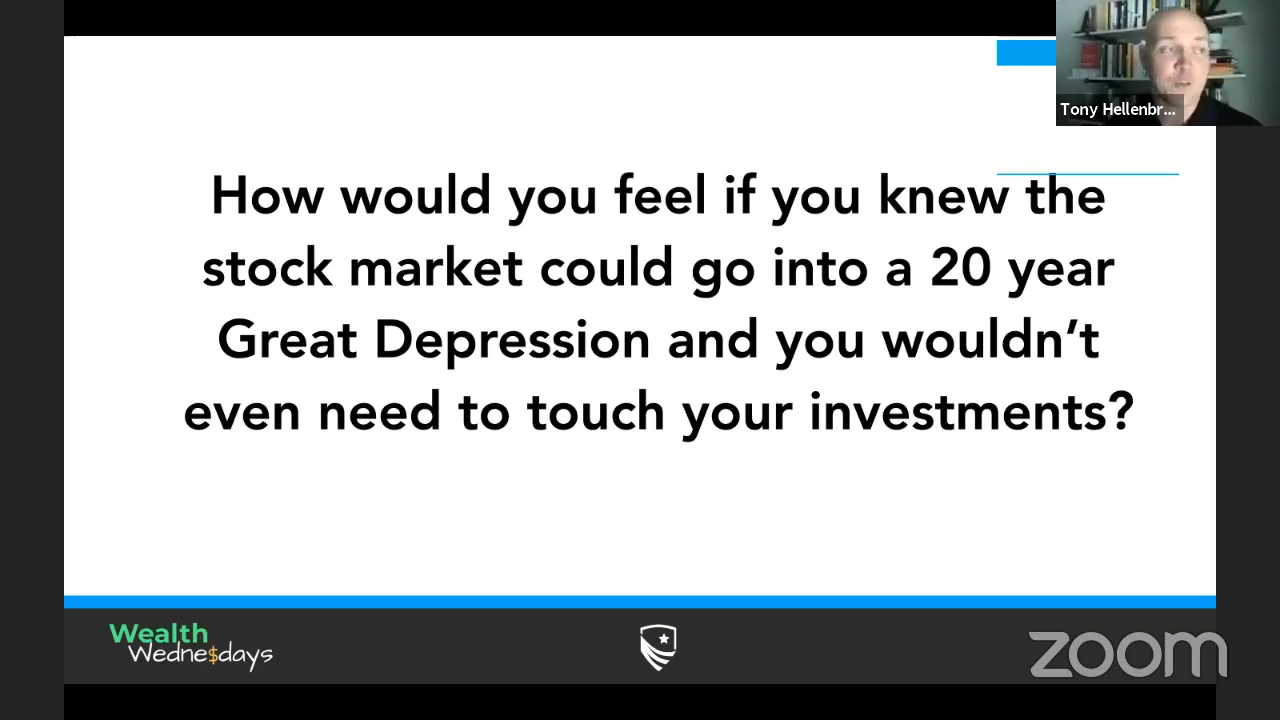 Tony Hellenbr...
How would you feel if you knew the
stock market could go into a 20 year
Great Depression and you wouldn’t
even need to touch your investments?
Wealth
Wedne$days
zoom